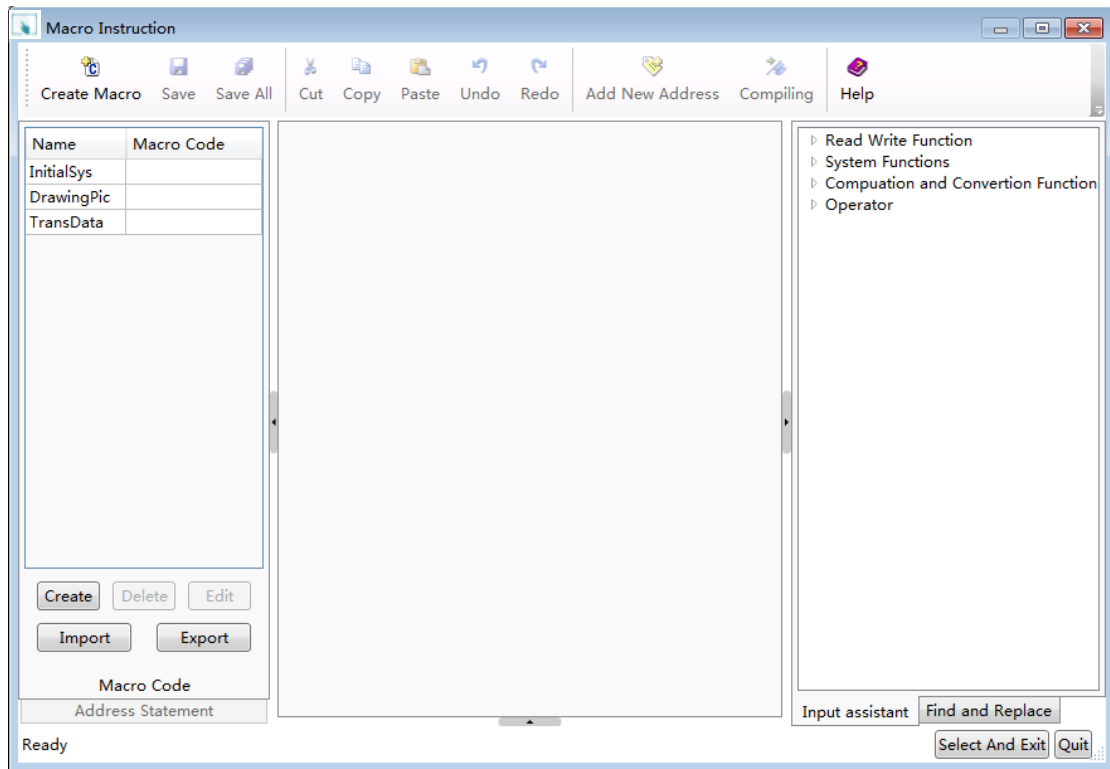 Macro Instruction
Create Macro Save Save All Cut Copy Paste Undo Redo Add New Address Compiling Help
Name Macro Code
InitialSys
DrawingPic
TransData
Create Delete Edit
Import Export
Macro Code
Address Statement
Read Write Function
System Functions
Compuation and Convertion Function
Operator
Input assistant Find and Replace
Ready
Select And Exit Quit